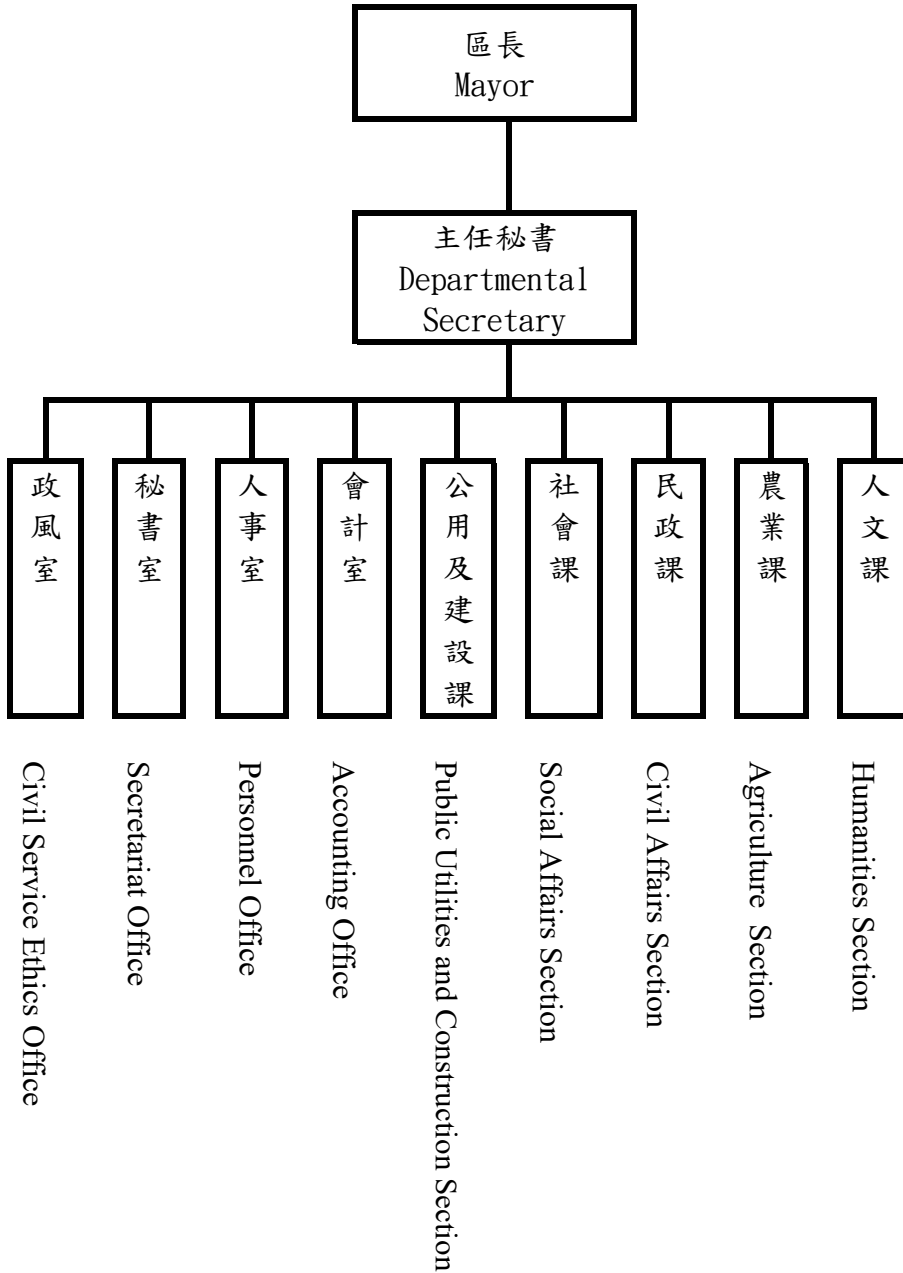 區長
Mayor
主任秘書
Departmental
Secretary
政風室
秘書室
人事室
會計室
公用及建設課
社會課
民政課
農業課
人文課
Civil Service Ethics Office
Secretariat Office
Personnel Office
Accounting Office
Public Utilities and Construction Section
Social Affairs Section
Civil Affairs Section
Agriculture Section
Humanities Section